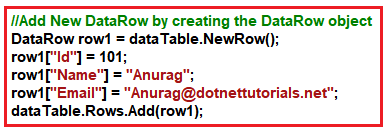 //Add New DataRow by creating the DataRow object
DataRow row1 = dataTable.NewRow();
row1["Id"] = 101;
row1["Name"] = "Anurag";
row1["Email"] = "Anurag@dotnettutorials.net";
dataTable.Rows.Add(row1);